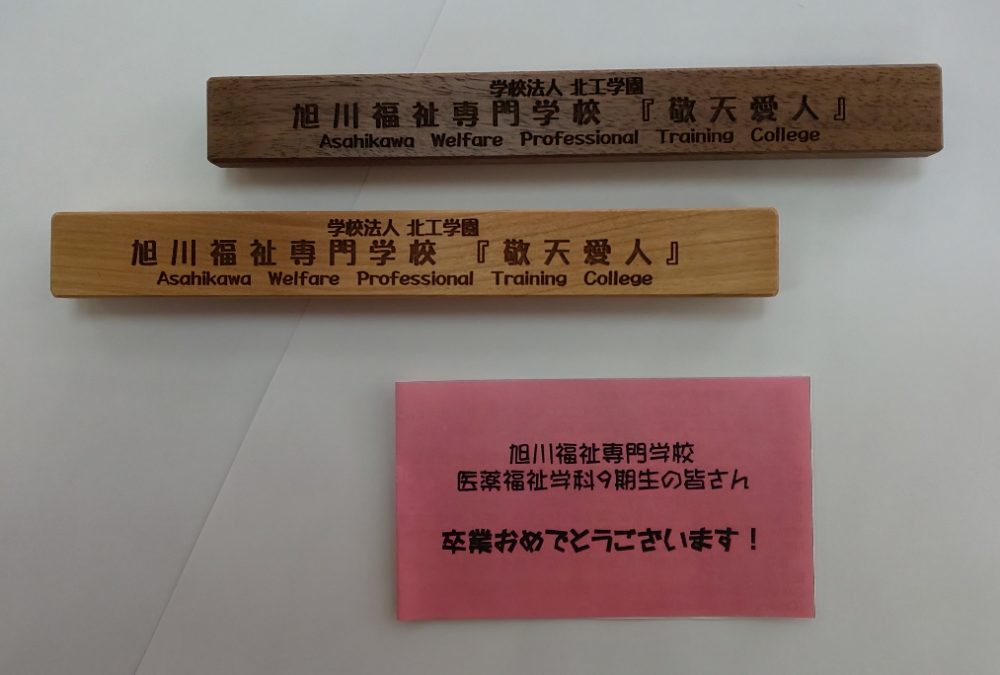 学校法人 北工学園
旭川福祉専門学校 『敬天愛人』
Asahikawa Welfare Professional Training College
学校法人 北工学園
旭川福祉専門学校 『敬天愛人』
Asahikawa Welfare Professional Training College
旭川福祉専門学校
医薬福祉学科9期生の皆さん
卒業おめでとうございます！